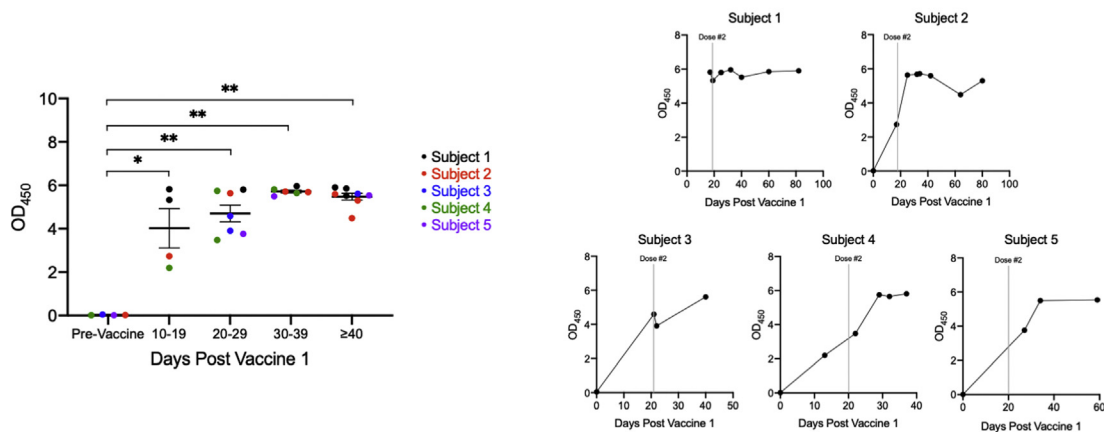 10
8
6
4
2
0
OD450
**
**
**
*
Pre-Vaccine 10-19 20-29 30-39 ≥40
Days Post Vaccine 1
Subject 1
Subject 2
Subject 3
Subject 4
Subject 5
Subject 1
Dose #2
8
6
4
2
0
OD450
0 20 40 60 80 100
Days Post Vaccine 1
Subject 2
Dose #2
8
6
4
2
0
OD450
0 20 40 60 80 100
Days Post Vaccine 1
Subject 3
Dose #2
8
6
4
2
0
OD450
0 10 20 30 40 50
Days Post Vaccine 1
Subject 4
Dose #2
8
6
4
2
0
OD450
0 10 20 30 40
Days Post Vaccine 1
Subject 5
Dose #2
8
6
4
2
0
OD450
0 20 40 60
Days Post Vaccine 1